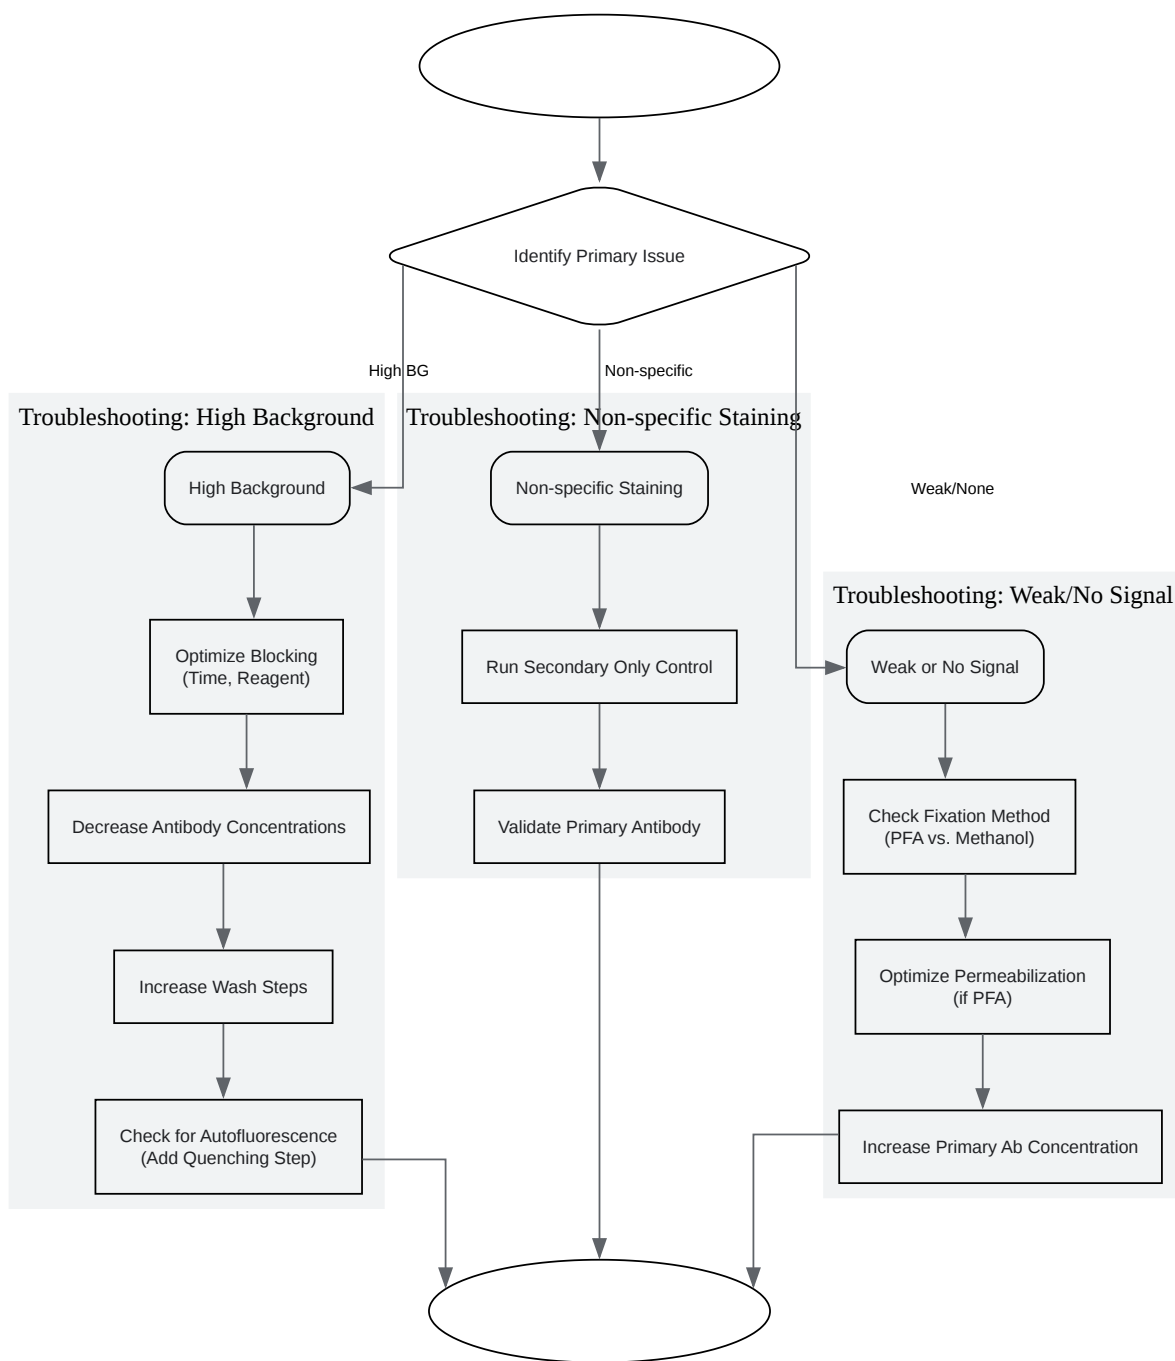 Identify Primary Issue
High BG
Non-specific
Weak/None
Troubleshooting: High Background
High Background
Optimize Blocking
(Time, Reagent)
Decrease Antibody Concentrations
Increase Wash Steps
Check for Autofluorescence
(Add Quenching Step)
Troubleshooting: Non-specific Staining
Non-specific Staining
Run Secondary Only Control
Validate Primary Antibody
Troubleshooting: Weak/No Signal
Weak or No Signal
Check Fixation Method
(PFA vs. Methanol)
Optimize Permeabilization
(if PFA)
Increase Primary Ab Concentration